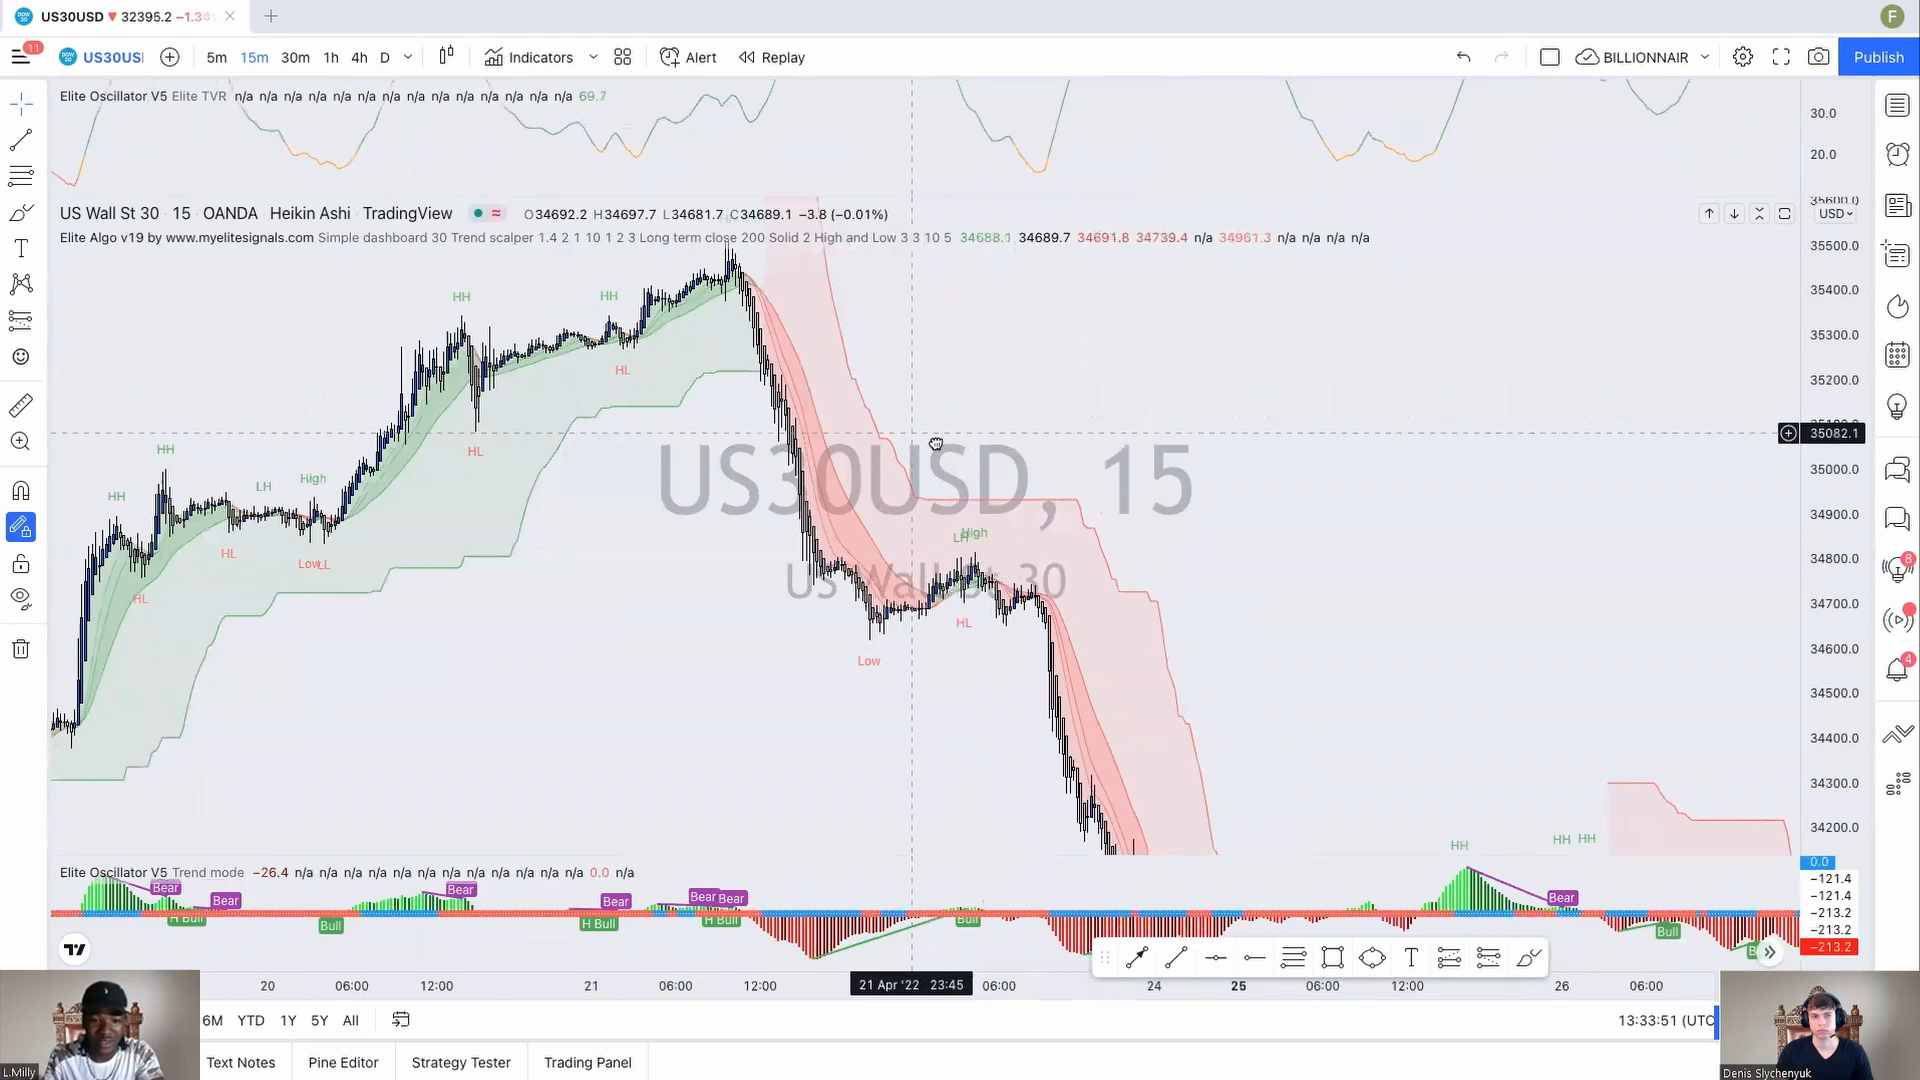 US30USD ▼ 32395.2 −1.34
F
11
US30US
5m 15m 30m 1h 4h D
Indicators
Alert
Replay
BILLIONNAIR
Publish
Elite Oscillator V5 Elite TVR n/a n/a n/a n/a n/a n/a n/a n/a n/a n/a n/a n/a n/a n/a 69.7
30.0
20.0
US Wall St 30 · 15 · OANDA · Heikin Ashi · TradingView
O34692.2 H34697.7 L34681.7 C34689.1 −3.8 (−0.01%)
USD
Elite Algo v19 by www.myelitesignals.com Simple dashboard 30 Trend scalper 1.4 2 1 10 1 2 3 Long term close 200 Solid 2 High and Low 3 3 10 5 34688.1 34689.7 34691.8 34739.4 n/a 34961.3 n/a n/a n/a n/a
35600.0
35500.0
35400.0
35300.0
35200.0
35082.1
35000.0
34900.0
34800.0
34700.0
34600.0
34500.0
34400.0
34300.0
34200.0
HH
HH
HL
HH
HH
LH
High
HL
Low
LL
HL
HL
US30USD, 15
US Wall St 30
LH
High
HL
Low
HH
HH
HH
Elite Oscillator V5 Trend mode −26.4 n/a n/a n/a n/a n/a n/a n/a n/a n/a n/a n/a n/a 0.0 n/a
Bear
Bear
Bear
Bear
Bear
Bear
Bear
H Bull
Bull
H Bull
H Bull
Bull
Bull
0.0
−121.4
−121.4
−213.2
−213.2
−213.2
8
4
20 06:00 12:00 21 06:00 12:00 21 Apr '22 23:45 06:00 24 25 06:00 12:00 26 06:00
6M YTD 1Y 5Y All
13:33:51 (UTC
Text Notes
Pine Editor
Strategy Tester
Trading Panel
L.Milly
Denis Slychenyuk